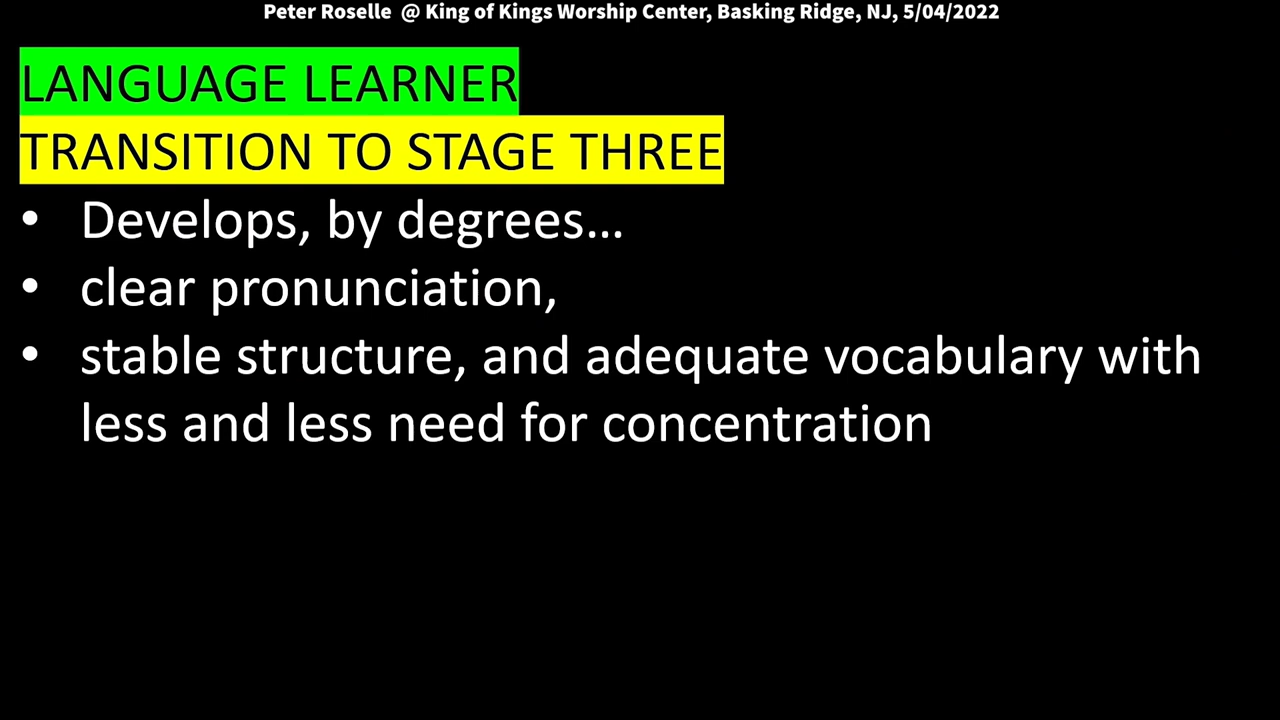 Peter Roselle @ King of Kings Worship Center, Basking Ridge, NJ, 5/04/2022
LANGUAGE LEARNER
TRANSITION TO STAGE THREE
• Develops, by degrees…
• clear pronunciation,
• stable structure, and adequate vocabulary with
less and less need for concentration